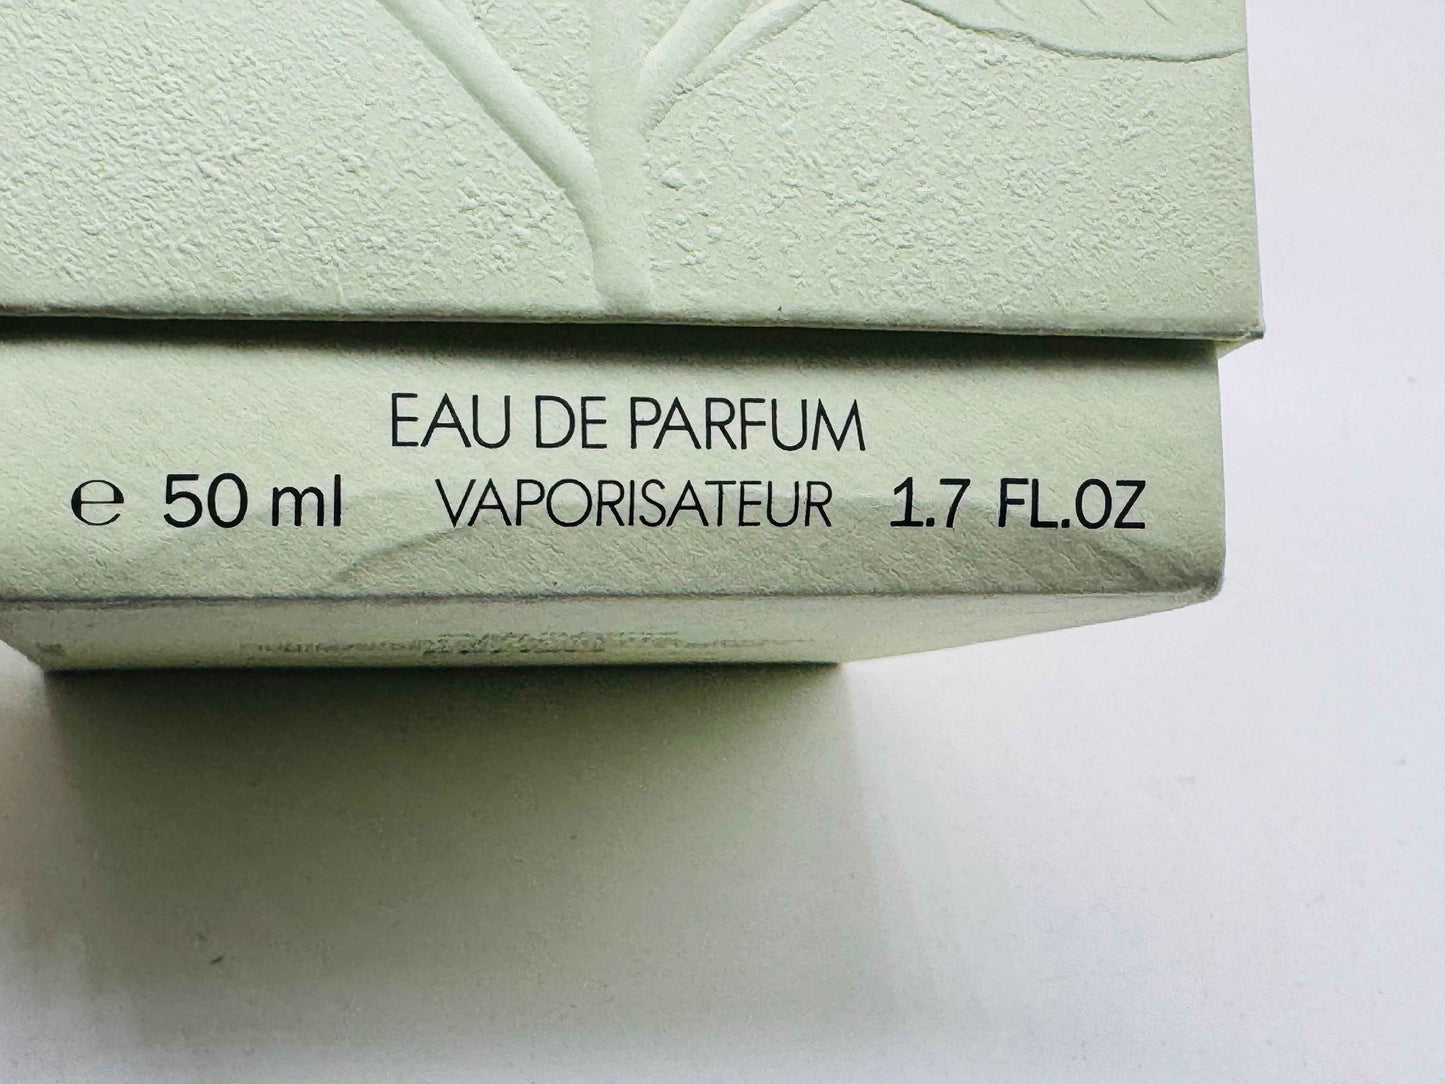 EAU DE PARFUM
℮ 50 ml VAPORISATEUR 1.7 FL.OZ